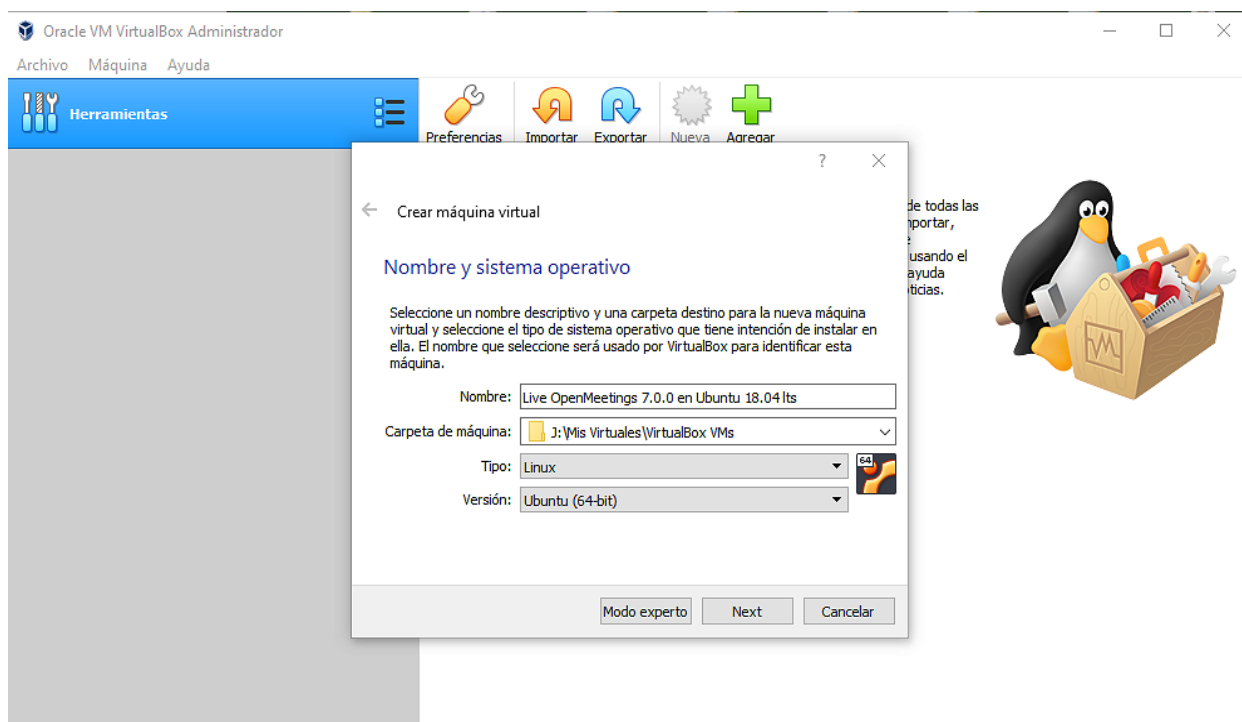 Oracle VM VirtualBox Administrador
Archivo Máquina Ayuda
Herramientas
Preferencias Importar Exportar Nueva Agregar
?
de todas las
usando el
ayuda
Crear máquina virtual
Nombre y sistema operativo
Seleccione un nombre descriptivo y una carpeta destino para la nueva máquina
virtual y seleccione el tipo de sistema operativo que tiene intención de instalar en
ella. El nombre que seleccione será usado por VirtualBox para identificar esta
máquina.
Nombre: Live OpenMeetings 7.0.0 en Ubuntu 18.04 lts
Carpeta de máquina: J:\Mis Virtuales\VirtualBox VMs
Tipo: Linux
64
Versión: Ubuntu (64-bit)
Modo experto Next Cancelar